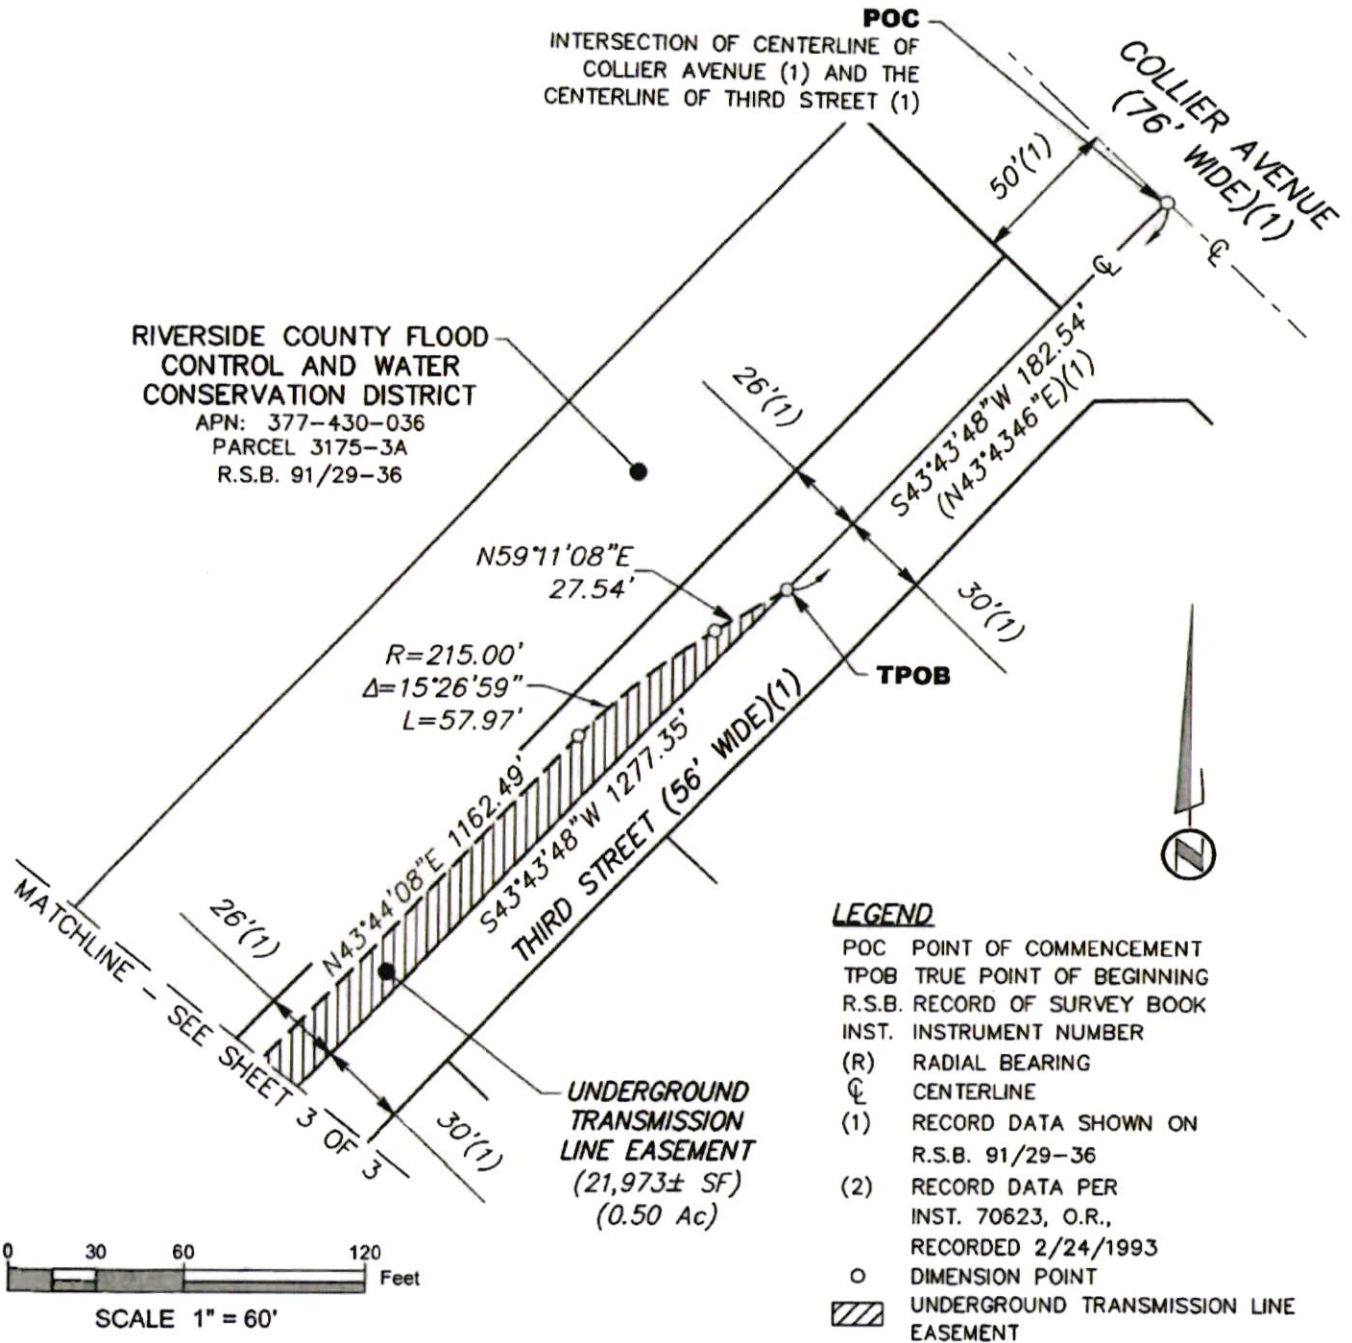 POC
INTERSECTION OF CENTERLINE OF
COLLIER AVENUE (1) AND THE
CENTERLINE OF THIRD STREET (1)
COLLIER AVENUE
(76' WIDE)(1)
50'(1)
℄
℄
RIVERSIDE COUNTY FLOOD
CONTROL AND WATER
CONSERVATION DISTRICT
APN: 377-430-036
PARCEL 3175-3A
R.S.B. 91/29-36
26'(1)
S43°43'48"W 182.54'
(N43°4346"E)(1)
30'(1)
N59°11'08"E
27.54'
R=215.00'
Δ=15°26'59"
L=57.97'
TPOB
N43°44'08"E 1162.49'
S43°43'48"W 1277.35'
THIRD STREET (56' WIDE)(1)
MATCHLINE - SEE SHEET 3 OF 3
26'(1)
30'(1)
UNDERGROUND
TRANSMISSION
LINE EASEMENT
(21,973± SF)
(0.50 Ac)
N
LEGEND
POC POINT OF COMMENCEMENT
TPOB TRUE POINT OF BEGINNING
R.S.B. RECORD OF SURVEY BOOK
INST. INSTRUMENT NUMBER
(R) RADIAL BEARING
℄ CENTERLINE
(1) RECORD DATA SHOWN ON
R.S.B. 91/29-36
(2) RECORD DATA PER
INST. 70623, O.R.,
RECORDED 2/24/1993
DIMENSION POINT
UNDERGROUND TRANSMISSION LINE
EASEMENT
0 30 60 120
Feet
SCALE 1" = 60'